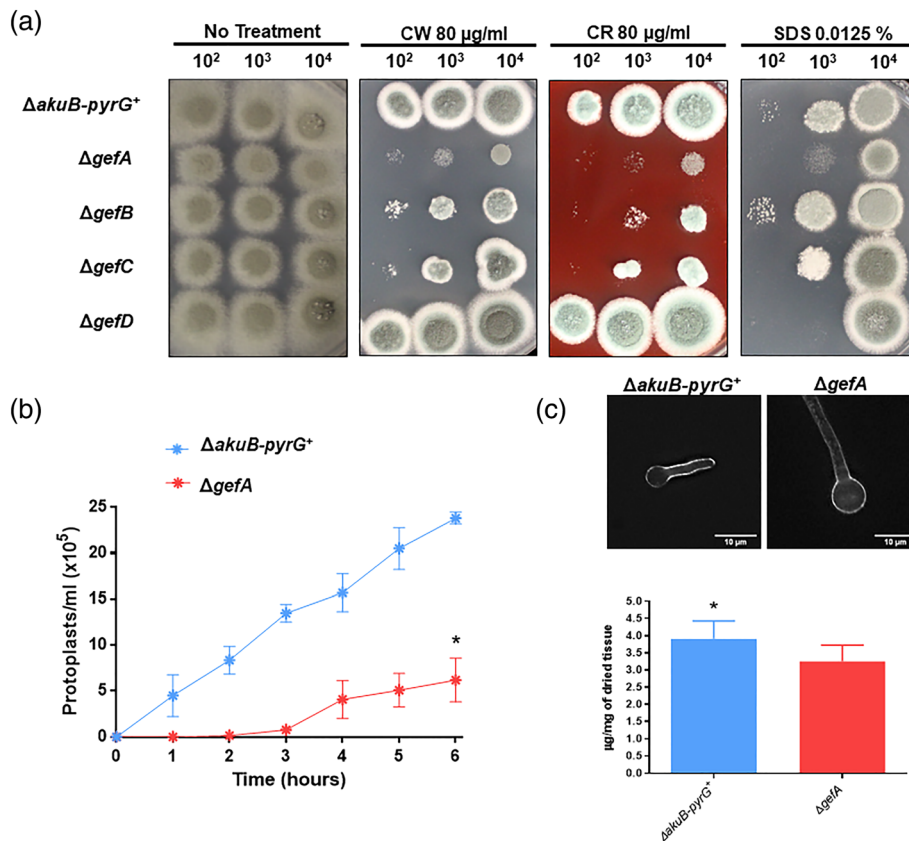 (a)
No Treatment CW 80 µg/ml CR 80 µg/ml SDS 0.0125 %
10² 10³ 10⁴ 10² 10³ 10⁴ 10² 10³ 10⁴ 10² 10³ 10⁴
ΔakuB-pyrG⁺
ΔgefA
ΔgefB
ΔgefC
ΔgefD
(b)
ΔakuB-pyrG⁺
ΔgefA
Protoplasts/ml (x10⁵)
25
20
15
10
5
0
*
0 1 2 3 4 5 6
Time (hours)
(c)
ΔakuB-pyrG⁺ ΔgefA
10 µm 10 µm
µg/mg of dried tissue
5.0
4.5
4.0
3.5
3.0
2.5
2.0
1.5
1.0
0.5
0.0
*
ΔakuB-pyrG⁺ ΔgefA